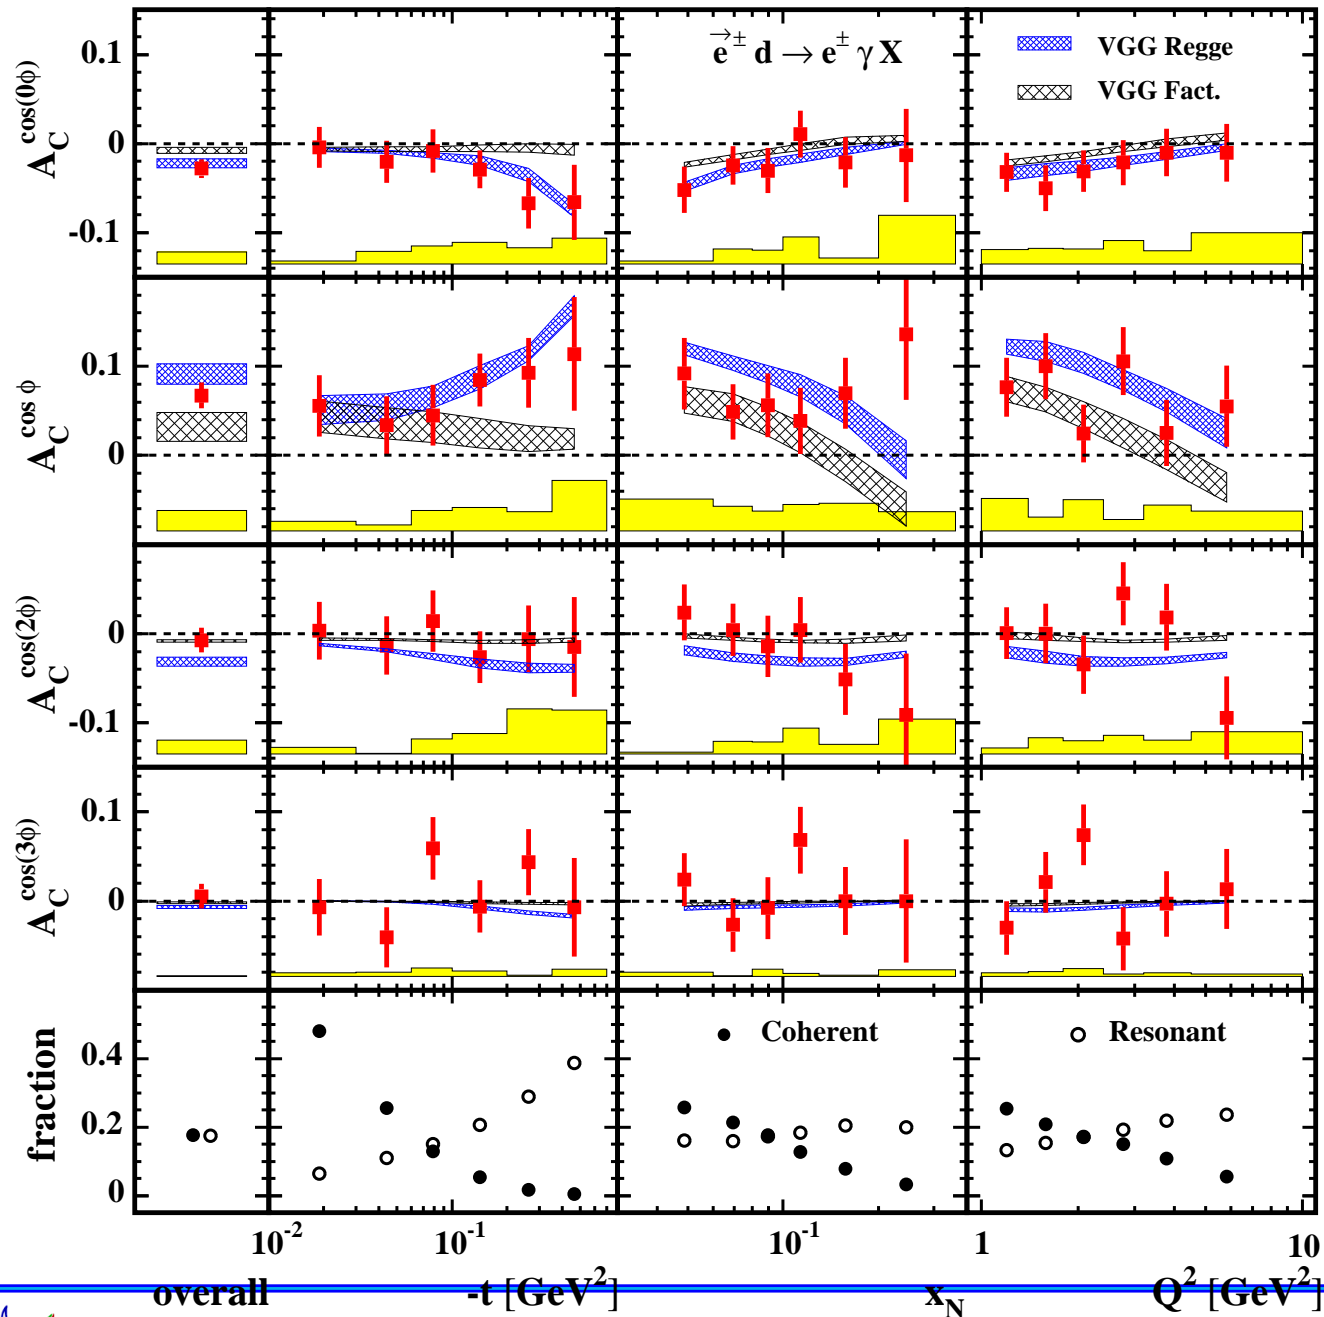 e^→± d → e^± γ X
VGG Regge
VGG Fact.
A_C^cos(0φ)
0.1
0
-0.1
A_C^cos φ
0.1
0
A_C^cos(2φ)
0
-0.1
A_C^cos(3φ)
0.1
0
fraction
0.4
0.2
0
Coherent
Resonant
10^-2
10^-1
10^-1
1
10
overall
-t [GeV^2]
x_N
Q^2 [GeV^2]